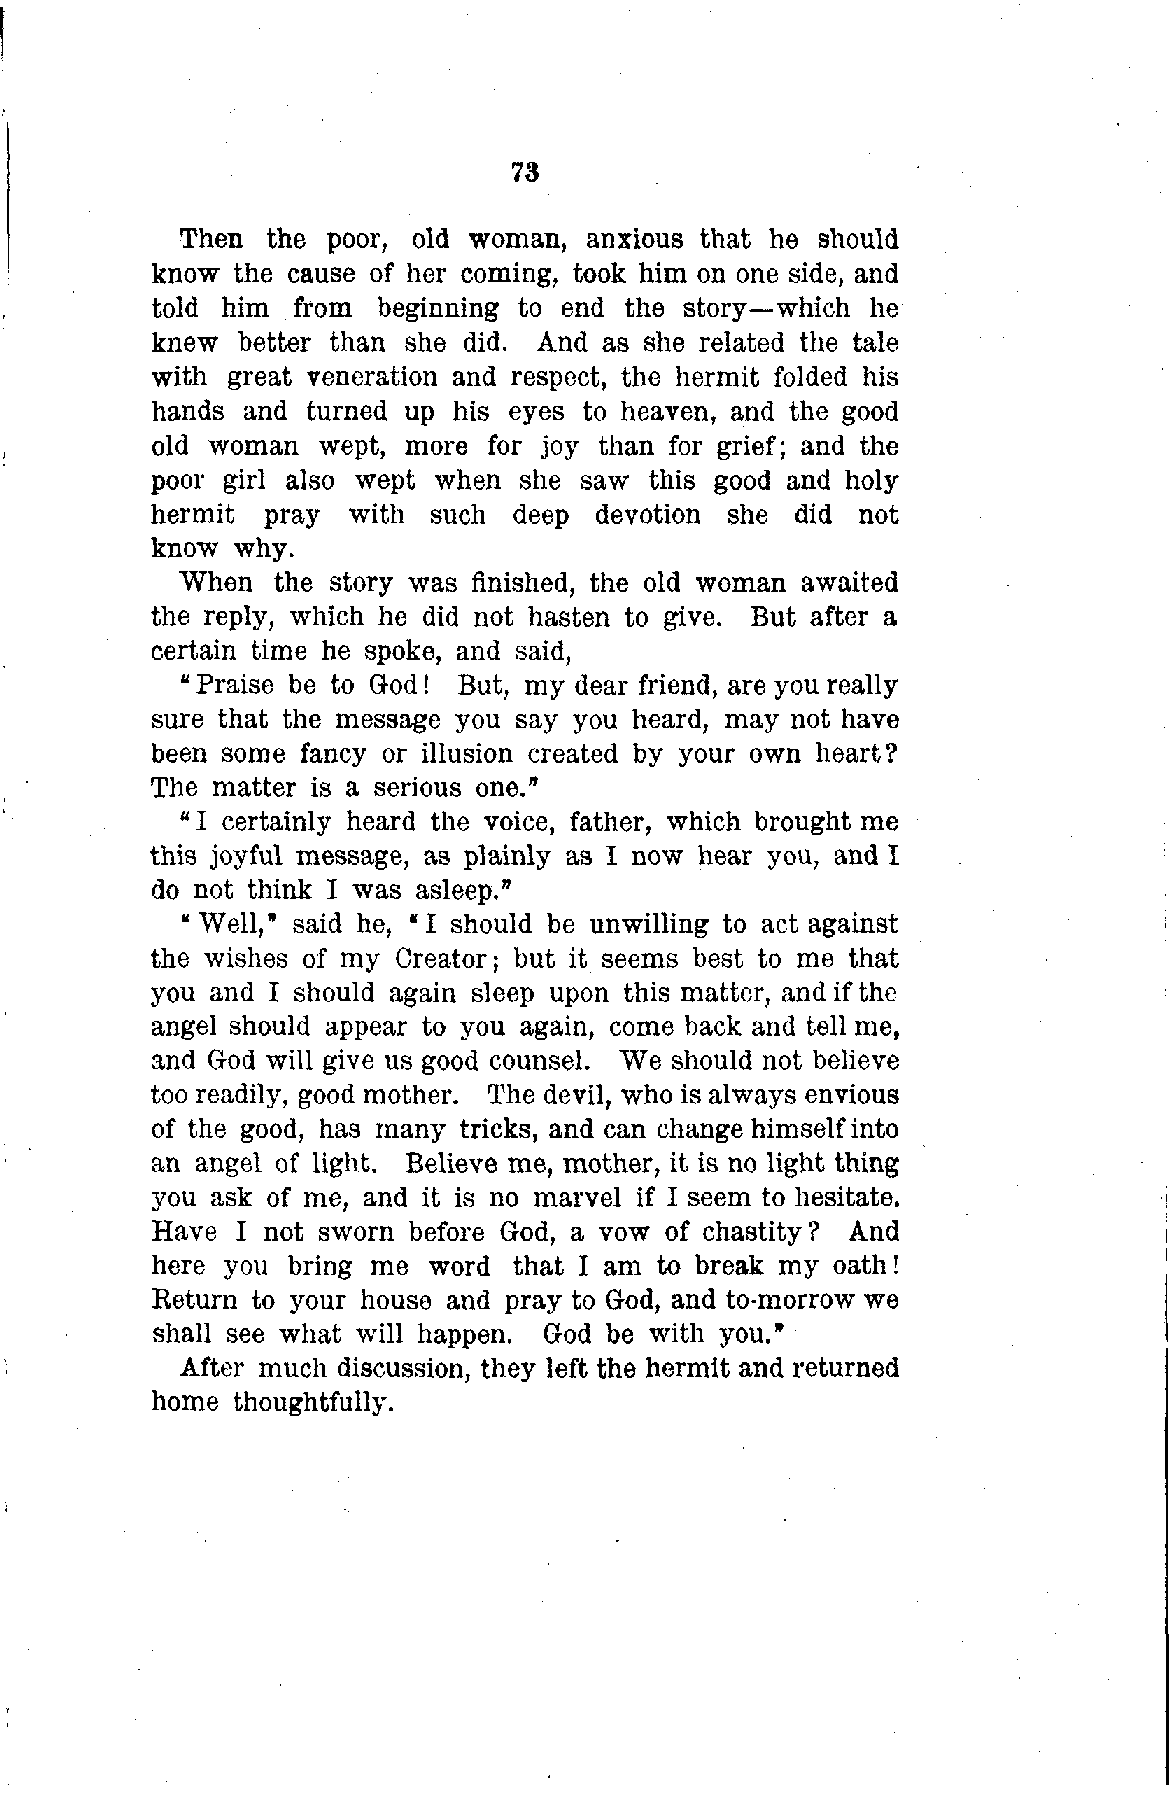 73
Then the poor, old woman, anxious that he should
know the cause of her coming, took him on one side, and
told him from beginning to end the story—which he
knew better than she did. And as she related the tale
with great veneration and respect, the hermit folded his
hands and turned up his eyes to heaven, and the good
old woman wept, more for joy than for grief; and the
poor girl also wept when she saw this good and holy
hermit pray with such deep devotion she did not
know why.
When the story was finished, the old woman awaited
the reply, which he did not hasten to give. But after a
certain time he spoke, and said,
"Praise be to God! But, my dear friend, are you really
sure that the message you say you heard, may not have
been some fancy or illusion created by your own heart?
The matter is a serious one."
"I certainly heard the voice, father, which brought me
this joyful message, as plainly as I now hear you, and I
do not think I was asleep."
"Well," said he, "I should be unwilling to act against
the wishes of my Creator; but it seems best to me that
you and I should again sleep upon this matter, and if the
angel should appear to you again, come back and tell me,
and God will give us good counsel. We should not believe
too readily, good mother. The devil, who is always envious
of the good, has many tricks, and can change himself into
an angel of light. Believe me, mother, it is no light thing
you ask of me, and it is no marvel if I seem to hesitate.
Have I not sworn before God, a vow of chastity? And
here you bring me word that I am to break my oath!
Return to your house and pray to God, and to-morrow we
shall see what will happen. God be with you."
After much discussion, they left the hermit and returned
home thoughtfully.